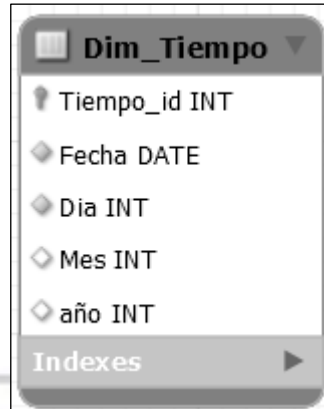 Dim_Tiempo
Tiempo_id INT
Fecha DATE
Dia INT
Mes INT
año INT
Indexes